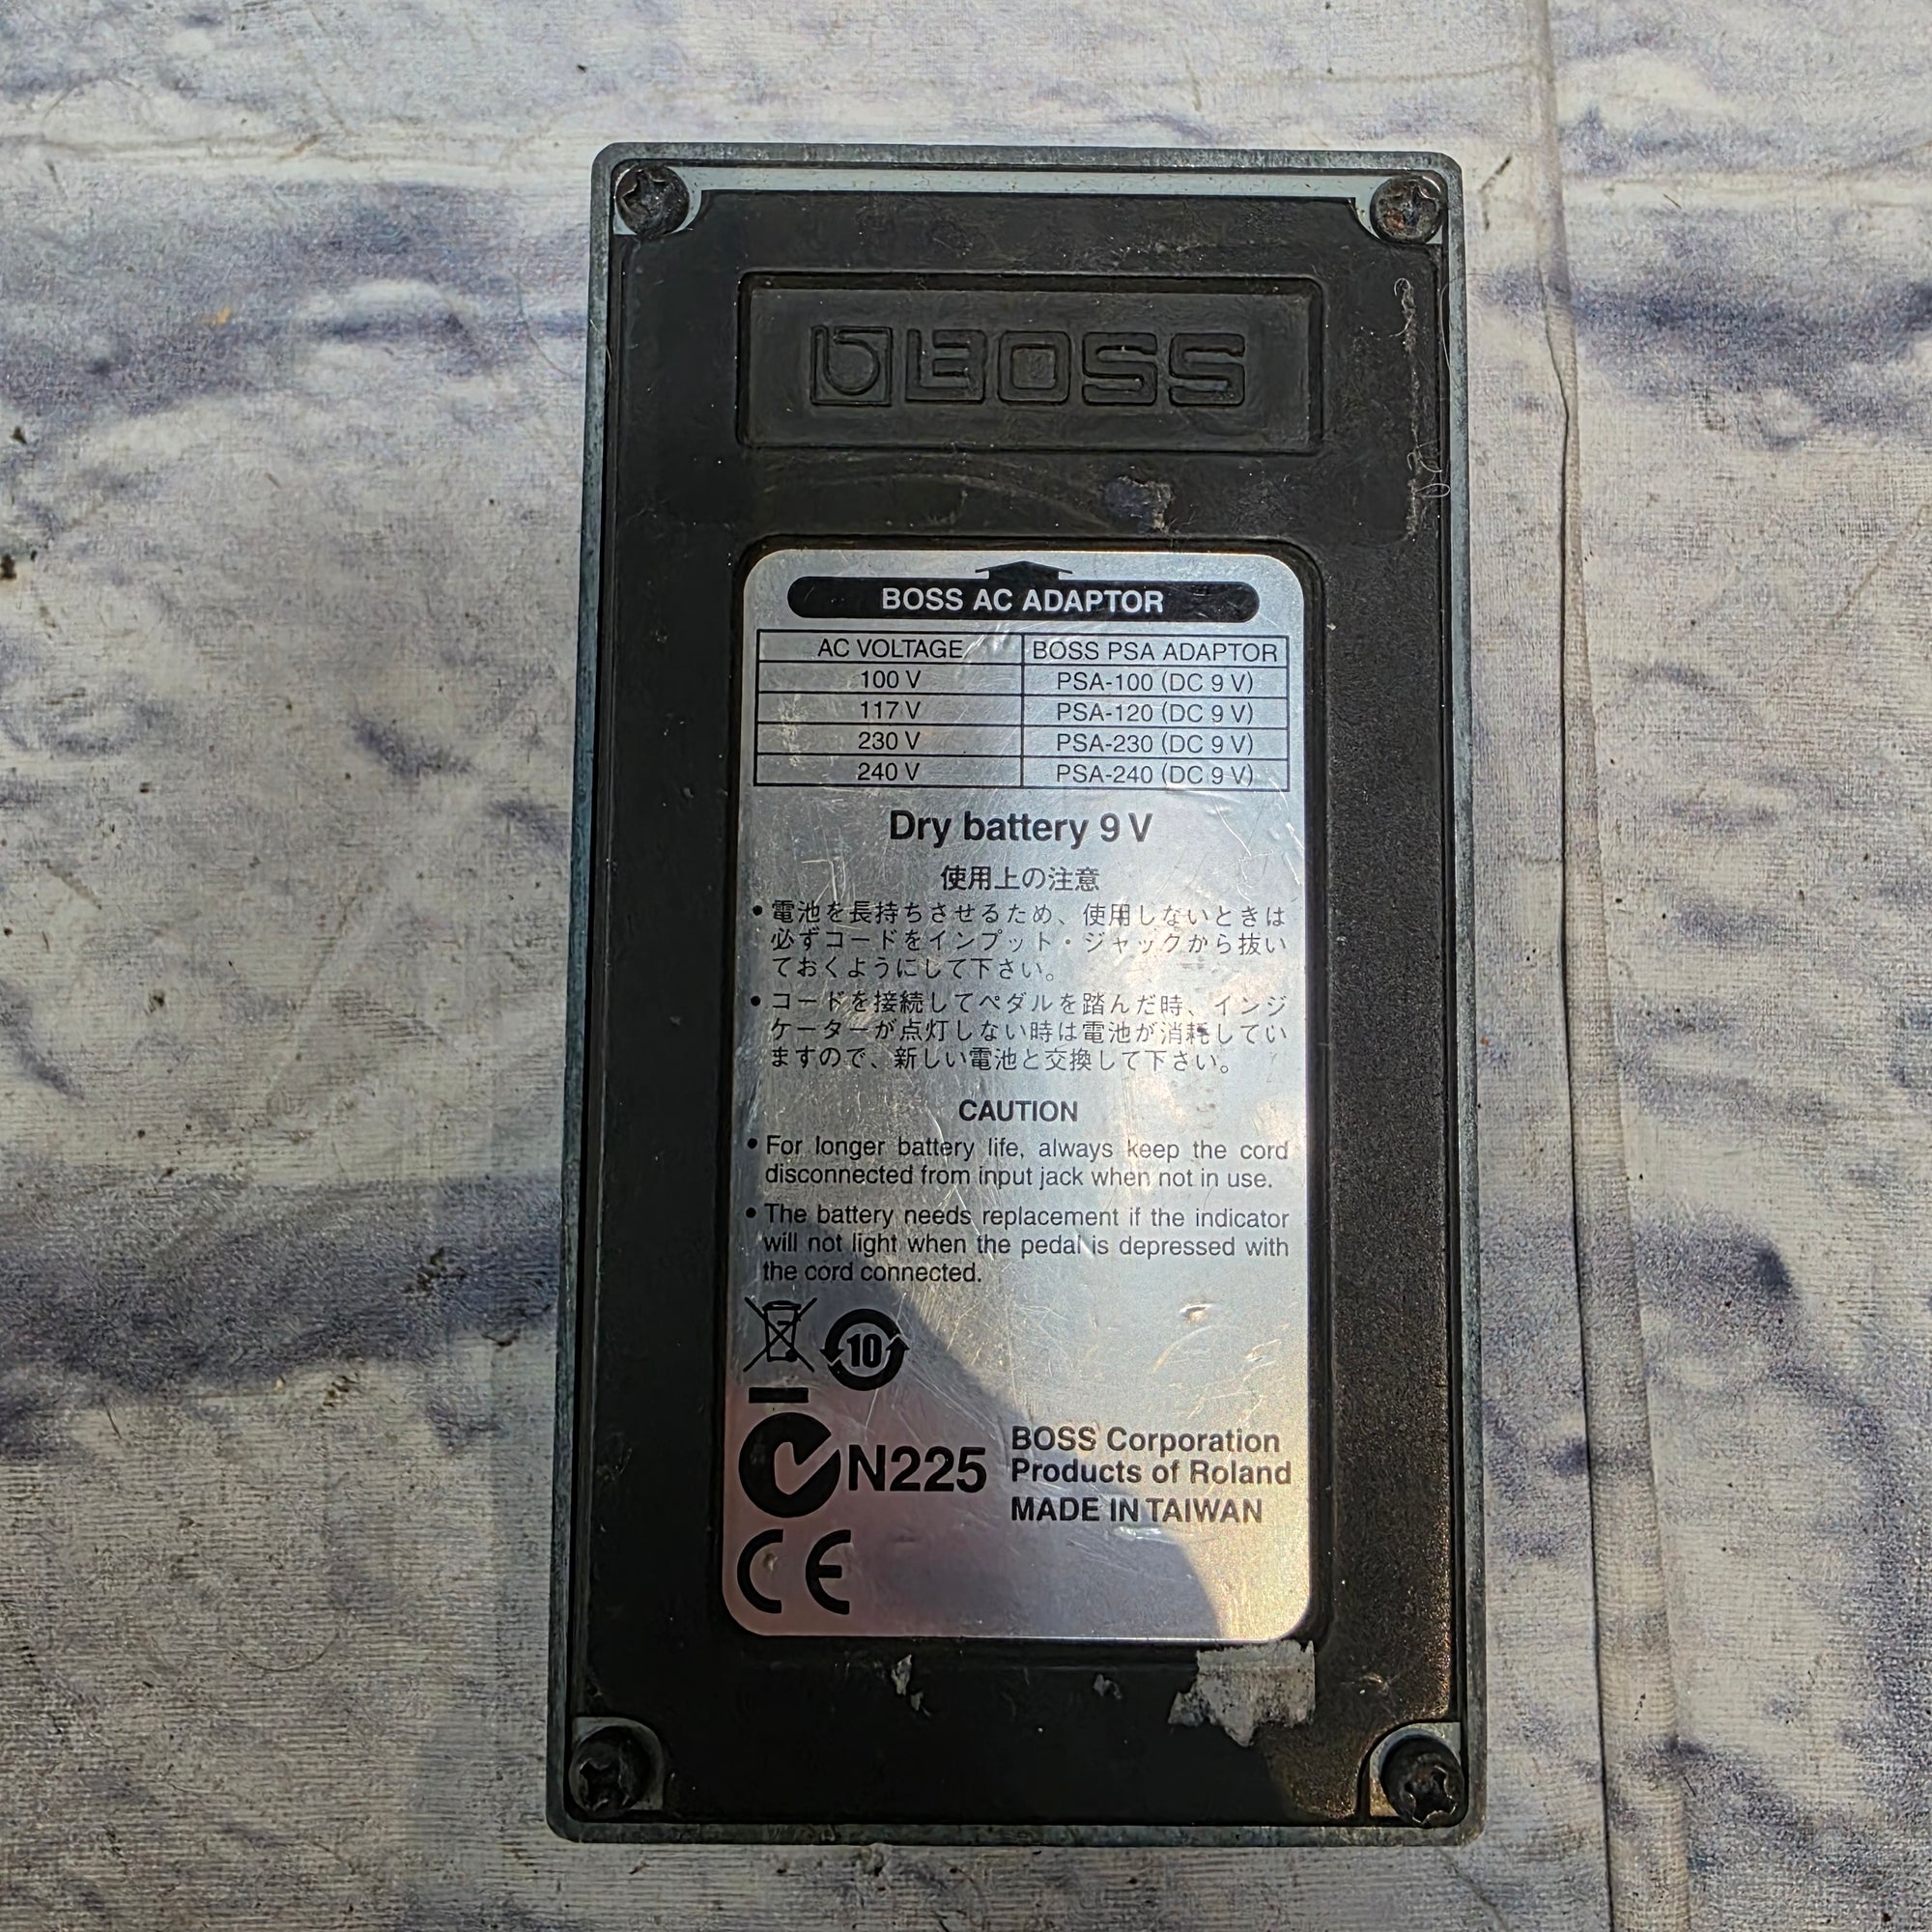 BOSS
BOSS AC ADAPTOR
AC VOLTAGE BOSS PSA ADAPTOR
100 V PSA-100 (DC 9 V)
117 V PSA-120 (DC 9 V)
230 V PSA-230 (DC 9 V)
240 V PSA-240 (DC 9 V)
Dry battery 9 V
使用上の注意
• 電池を長持ちさせるため、使用しないときは
必ずコードをインプット・ジャックから抜い
ておくようにして下さい。
• コードを接続してペダルを踏んだ時、インジ
ケーターが点灯しない時は電池が消耗してい
ますので、新しい電池と交換して下さい。
CAUTION
• For longer battery life, always keep the cord
disconnected from input jack when not in use.
• The battery needs replacement if the indicator
will not light when the pedal is depressed with
the cord connected.
10
N225
BOSS Corporation
Products of Roland
MADE IN TAIWAN
CE